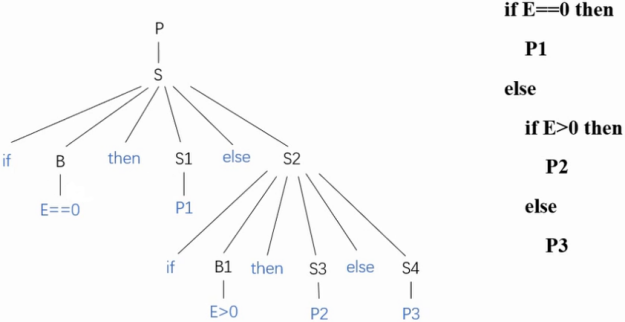 P
S
if B then S1 else S2
E==0 P1
if B1 then S3 else S4
E>0 P2 P3
if E==0 then
P1
else
if E>0 then
P2
else
P3